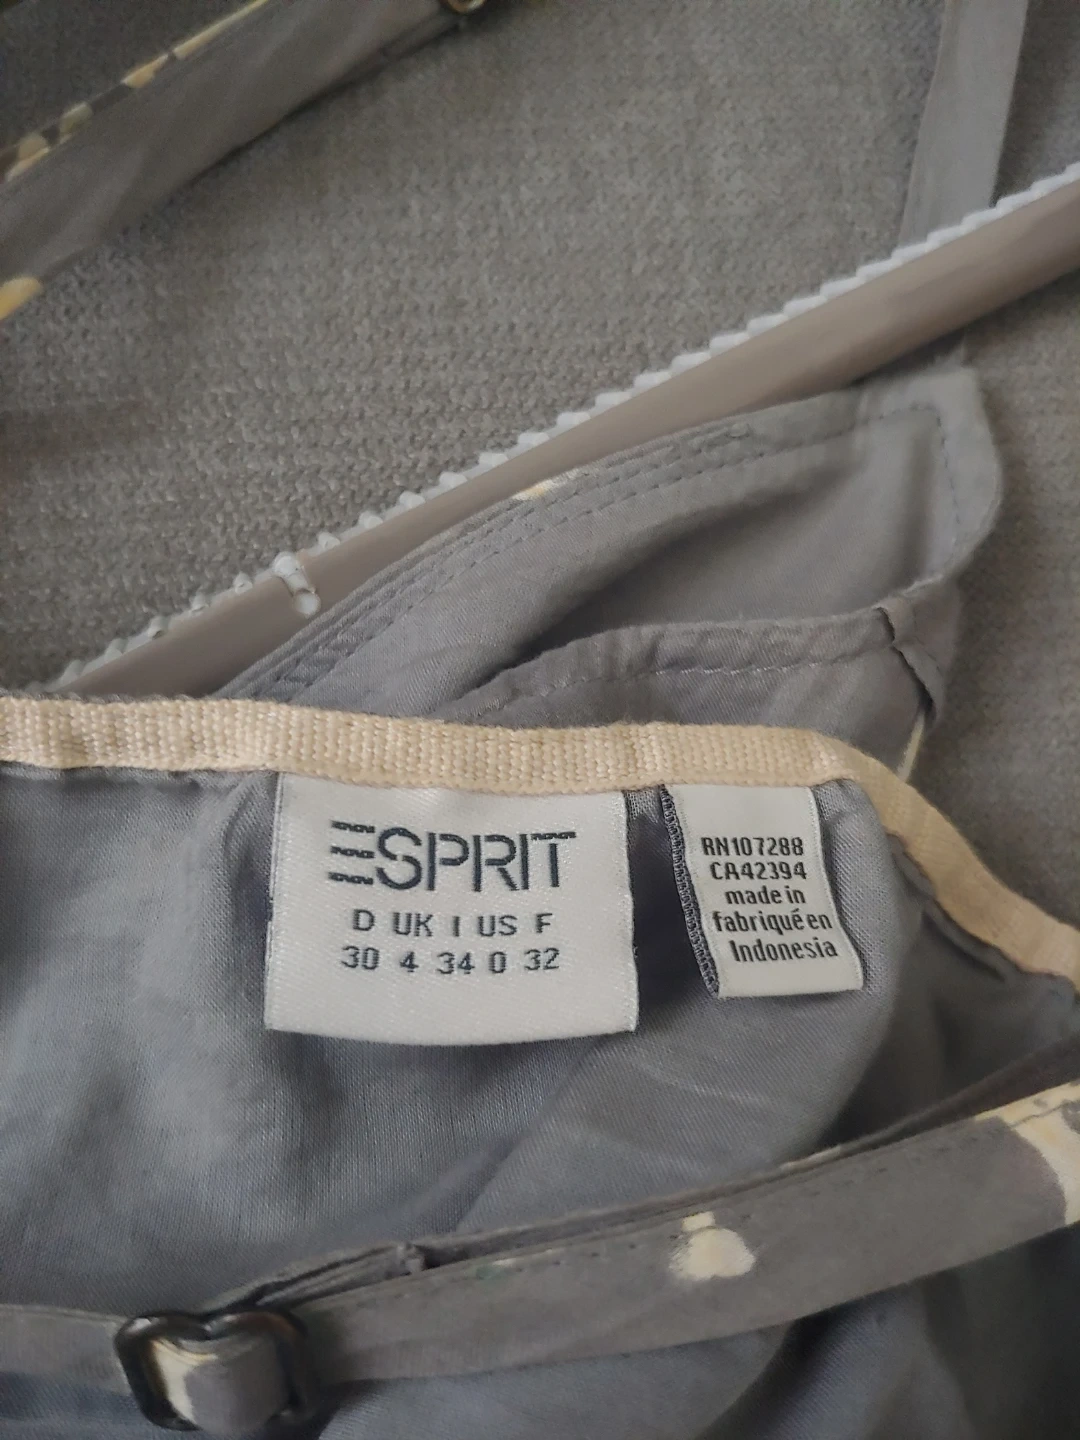 ESPRIT
D UK I US F
30 4 34 0 32
RN107288
CA42394
made in
fabriqué en
Indonesia